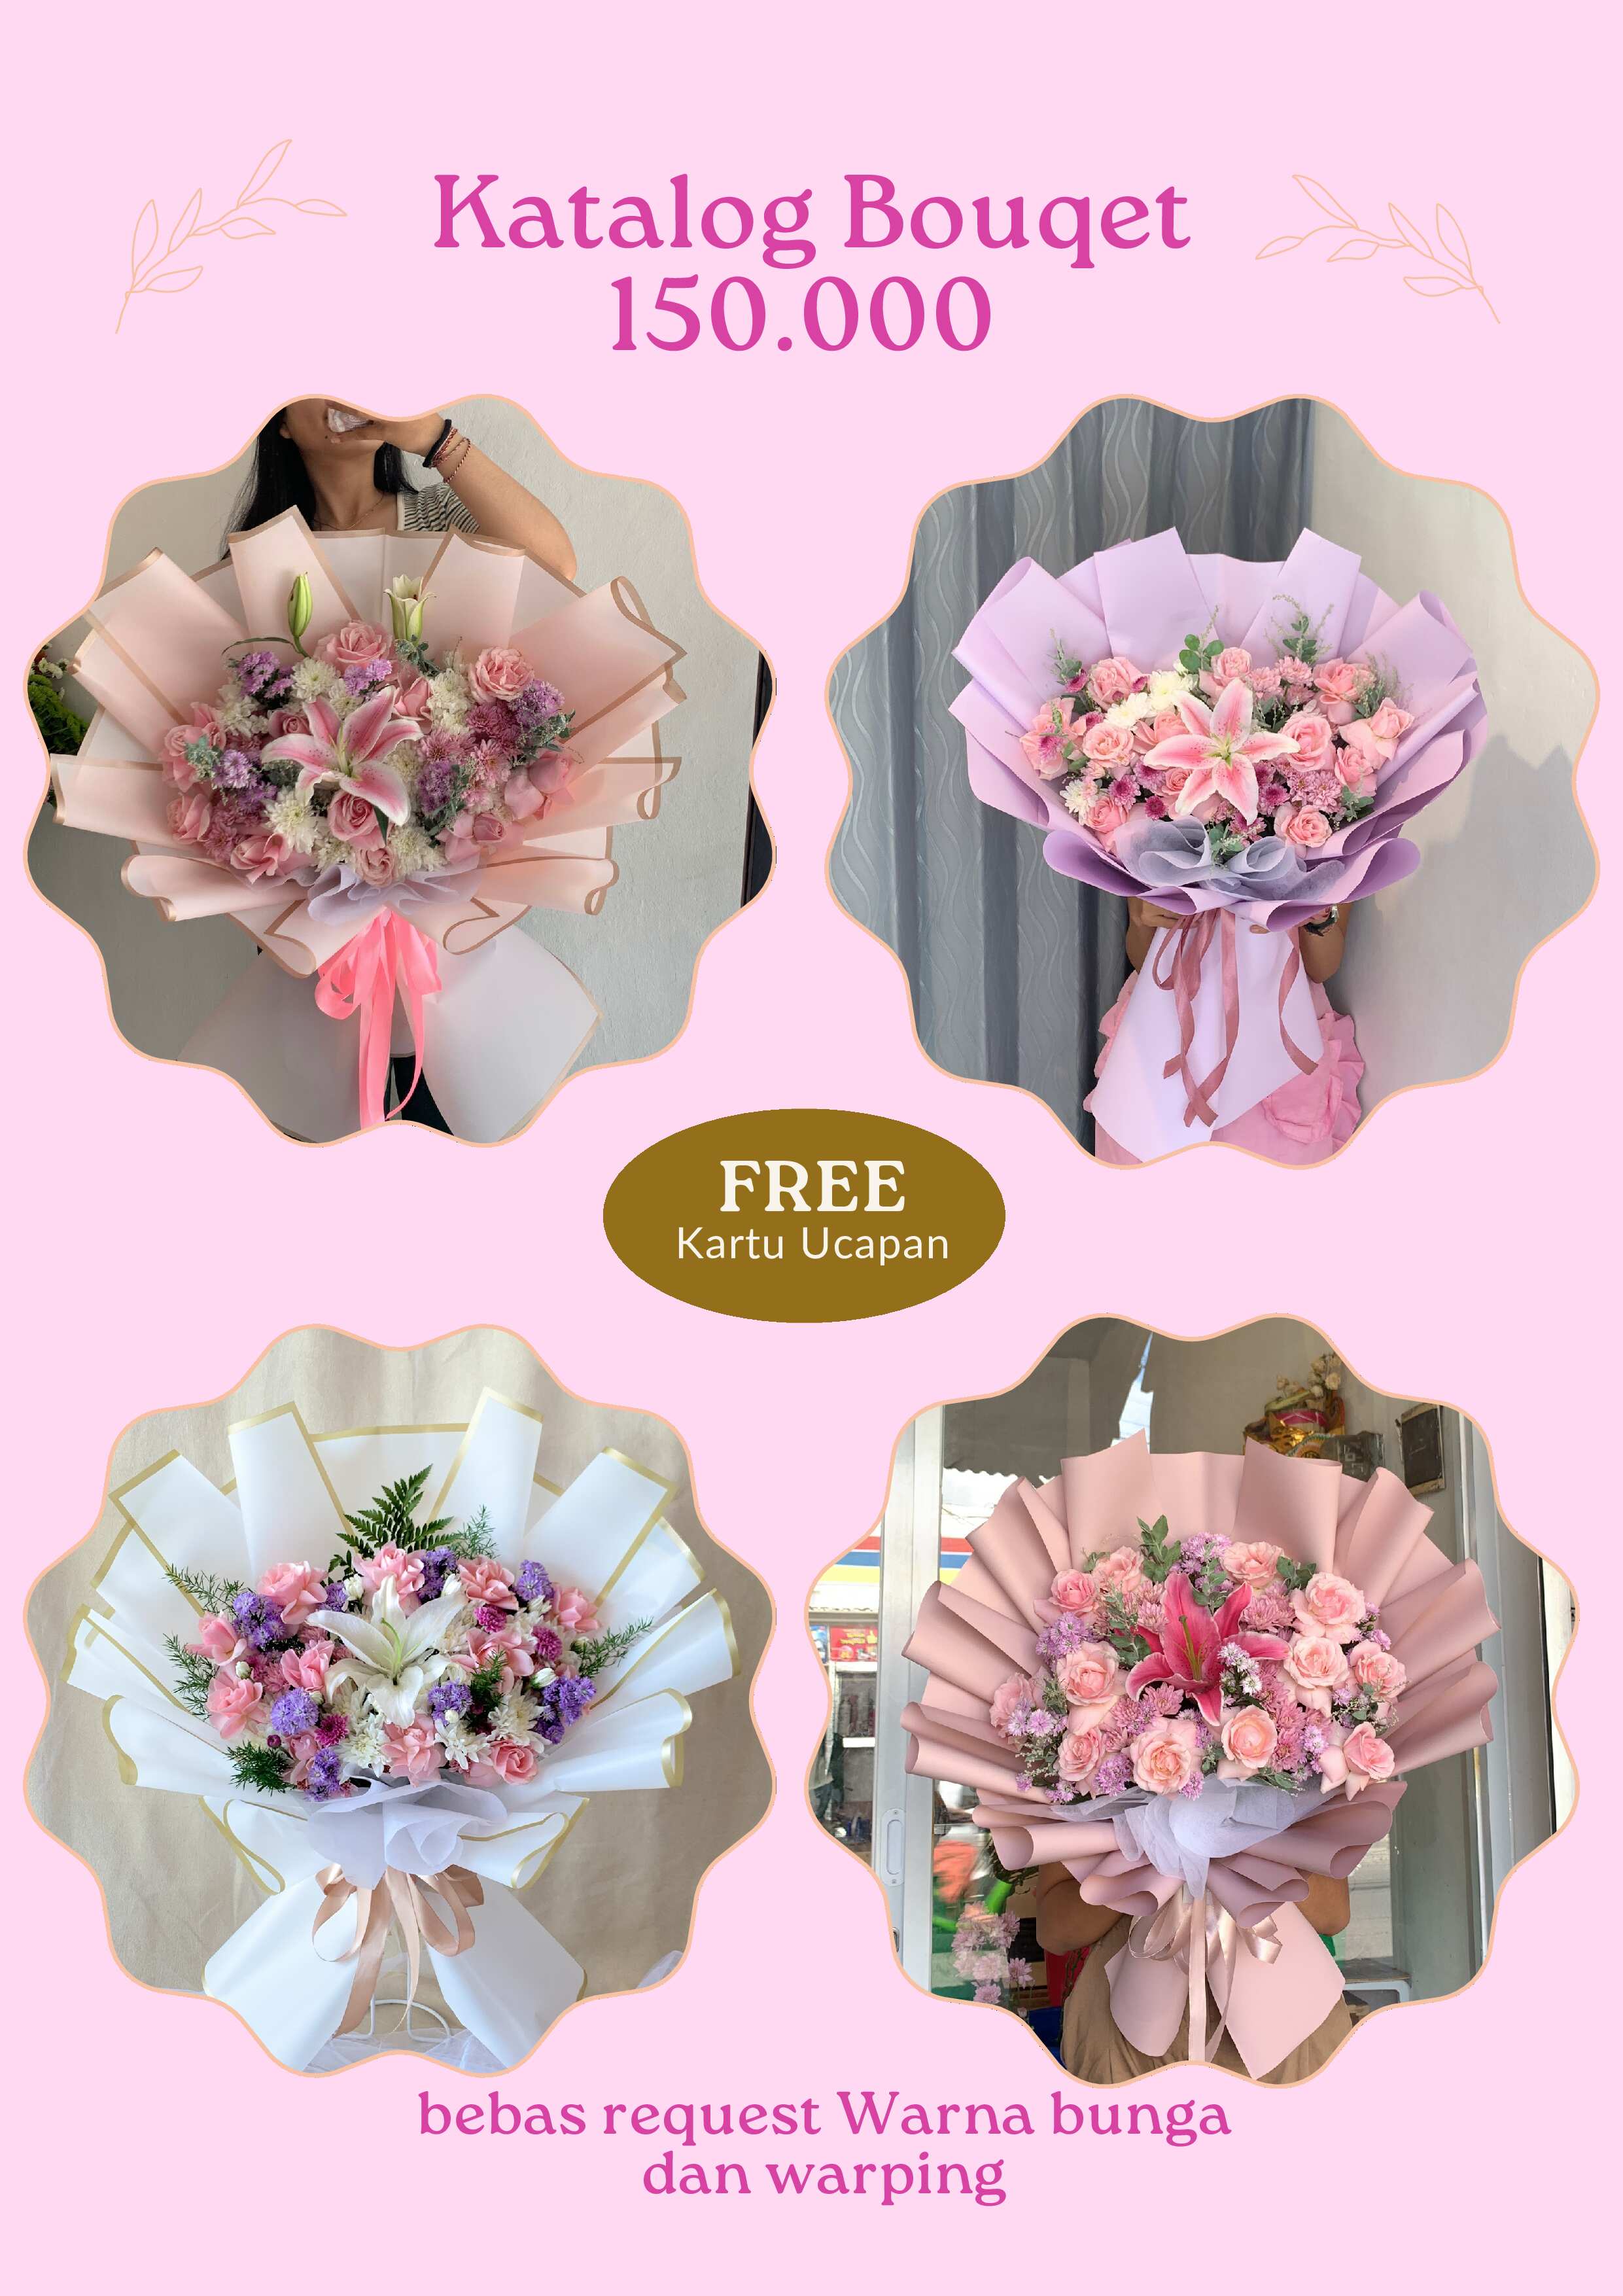 Katalog Bouqet
150.000
FREE
Kartu Ucapan
bebas request Warna bunga
dan warping